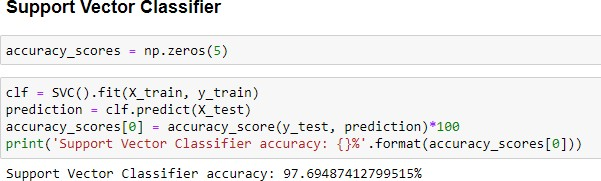 Support Vector Classifier
accuracy_scores = np.zeros(5)
clf = SVC().fit(X_train, y_train)
prediction = clf.predict(X_test)
accuracy_scores[0] = accuracy_score(y_test, prediction)*100
print('Support Vector Classifier accuracy: {}%'.format(accuracy_scores[0]))
Support Vector Classifier accuracy: 97.69487412799515%